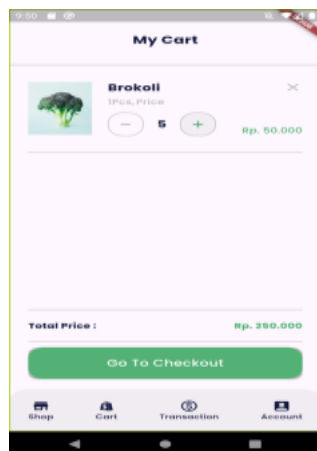 9:50
My Cart
Brokoli
1Pcs, Price
5
Rp. 50.000
Total Price :
Rp. 250.000
Go To Checkout
Shop Cart Transaction Account